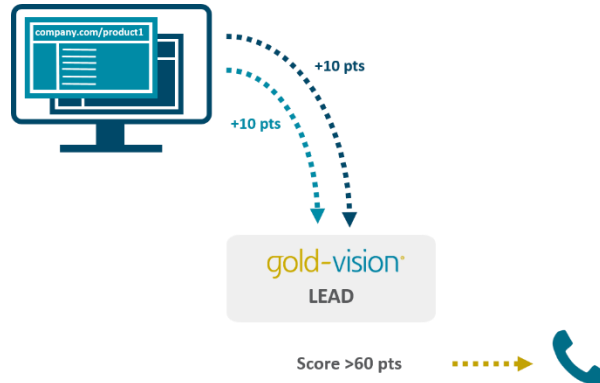 company.com/product1
+10 pts
+10 pts
gold-vision
LEAD
Score >60 pts